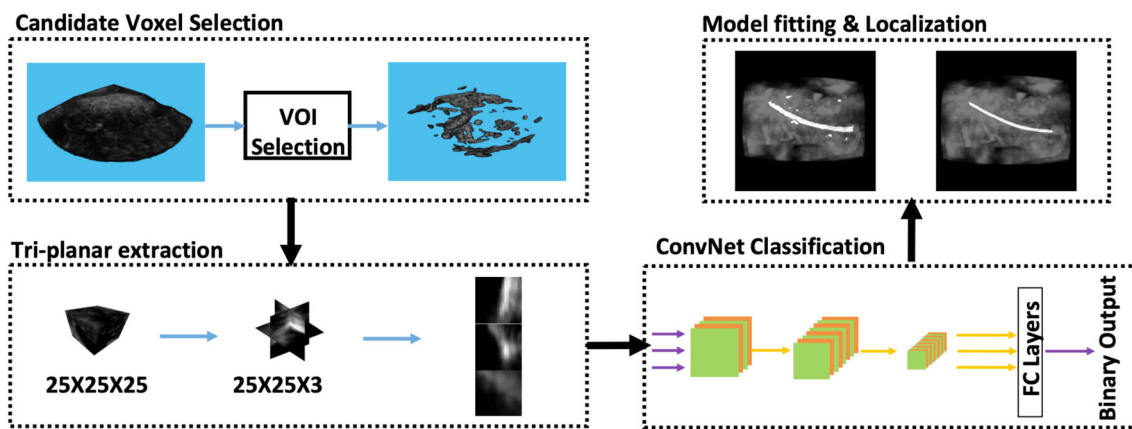 Candidate Voxel Selection
VOI
Selection
Tri-planar extraction
25X25X25
25X25X3
Model fitting & Localization
ConvNet Classification
FC Layers
Binary Output